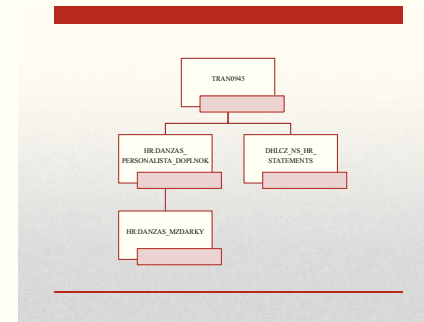 TRAN0945
HR:DANZAS_
PERSONALISTA_DOPLNOK
DHLCZ_NS_HR_
STATEMENTS
HR:DANZAS_MZDARKY